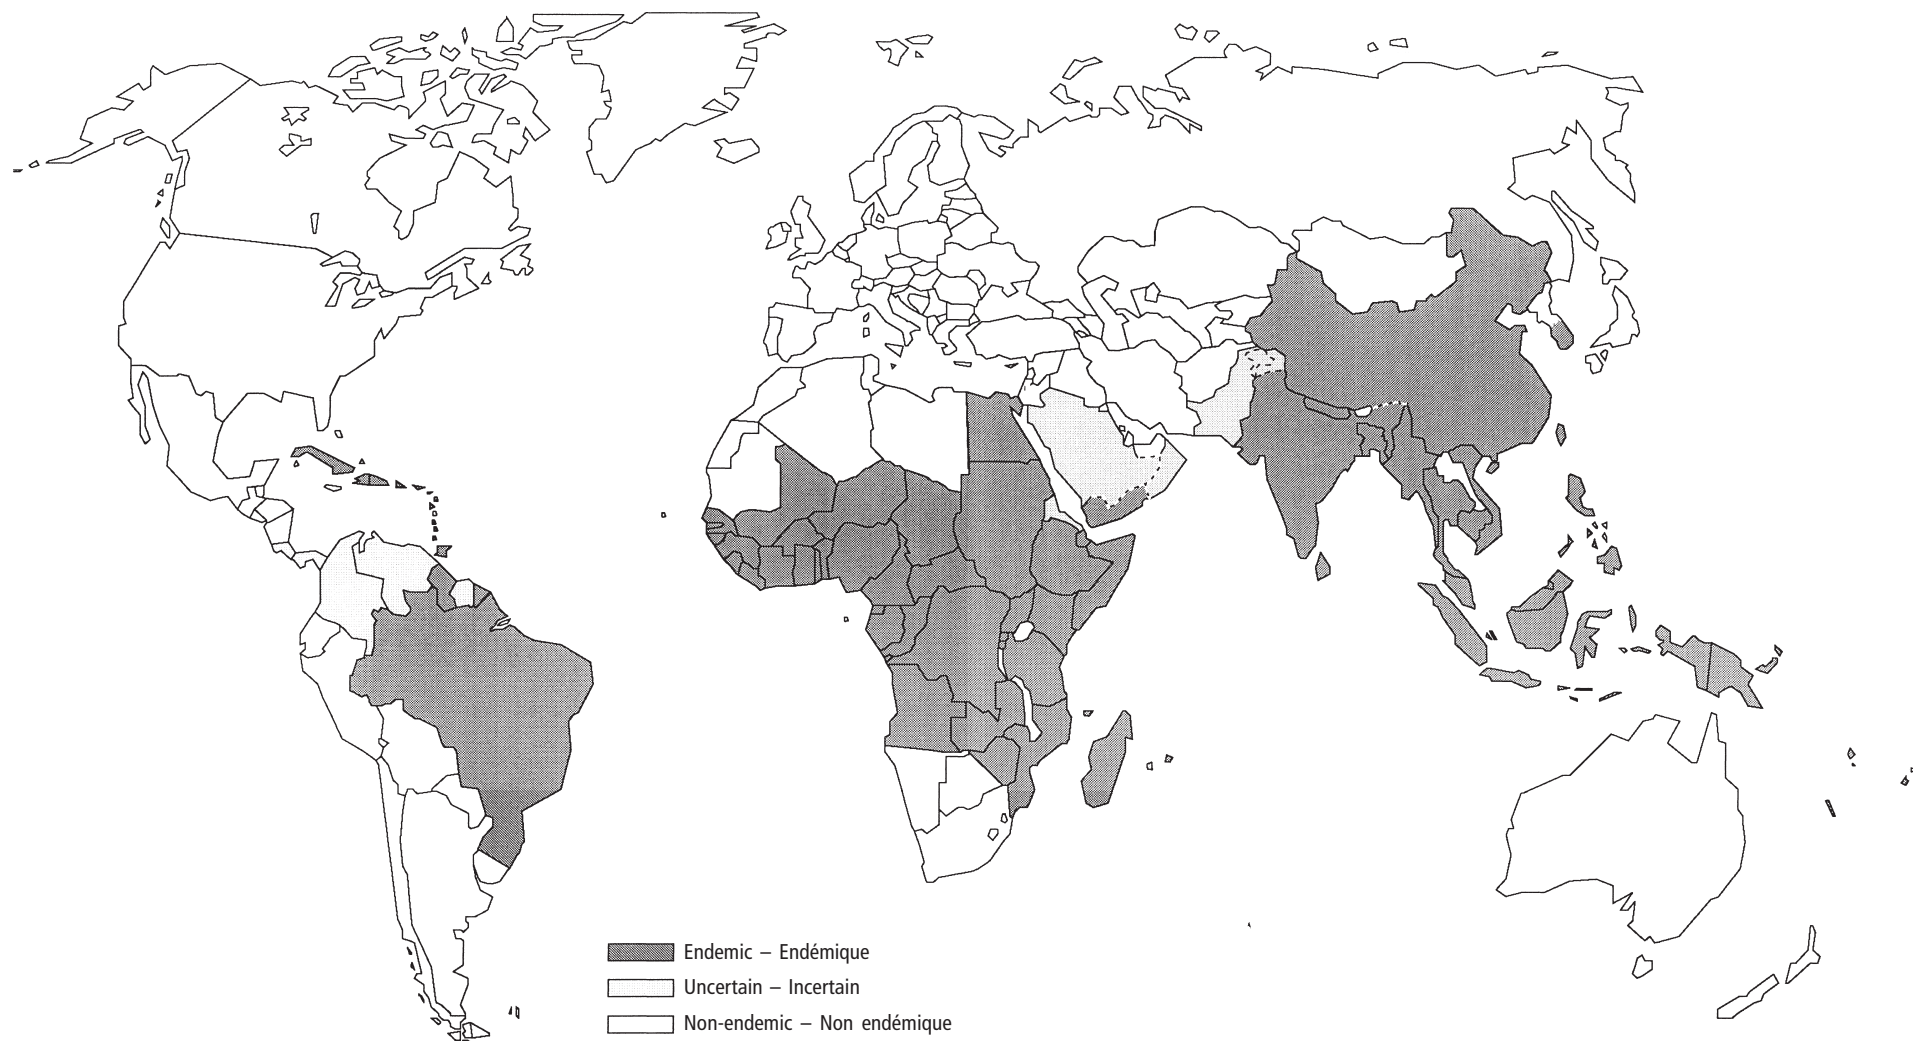 Endemic – Endémique
Uncertain – Incertain
Non-endemic – Non endémique